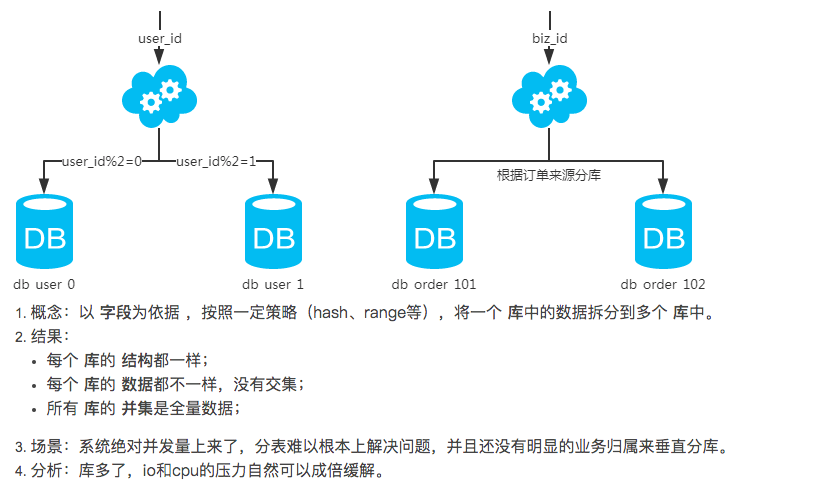 user_id
biz_id
user_id%2=0
user_id%2=1
根据订单来源分库
DB
DB
DB
DB
db user 0
db user 1
db order 101
db order 102
1. 概念：以 字段为依据 ，按照一定策略（hash、range等），将一个 库中的数据拆分到多个 库中。
2. 结果：
• 每个 库的 结构都一样；
• 每个 库的 数据都不一样，没有交集；
• 所有 库的 并集是全量数据；
3. 场景：系统绝对并发量上来了，分表难以根本上解决问题，并且还没有明显的业务归属来垂直分库。
4. 分析：库多了，io和cpu的压力自然可以成倍缓解。